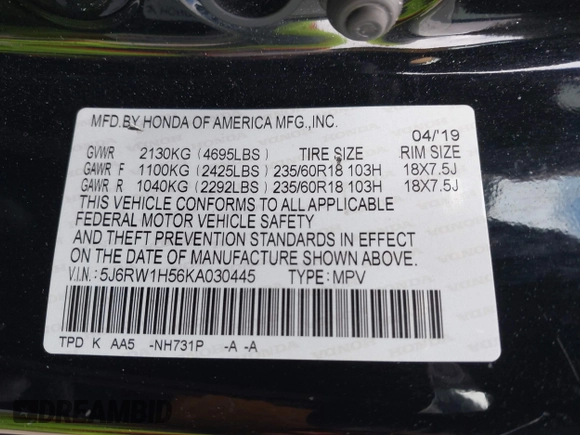 MFD.BY HONDA OF AMERICA MFG.,INC.
04/'19
GVWR 2130KG (4695LBS) TIRE SIZE RIM SIZE
GAWR F 1100KG (2425LBS) 235/60R18 103H 18X7.5J
GAWR R 1040KG (2292LBS) 235/60R18 103H 18X7.5J
THIS VEHICLE CONFORMS TO ALL APPLICABLE
FEDERAL MOTOR VEHICLE SAFETY
AND THEFT PREVENTION STANDARDS IN EFFECT
ON THE DATE OF MANUFACTURE SHOWN ABOVE.
V.I.N.: 5J6RW1H56KA030445 TYPE: MPV
TPD K AA5 -NH731P -A -A
DREAMBID